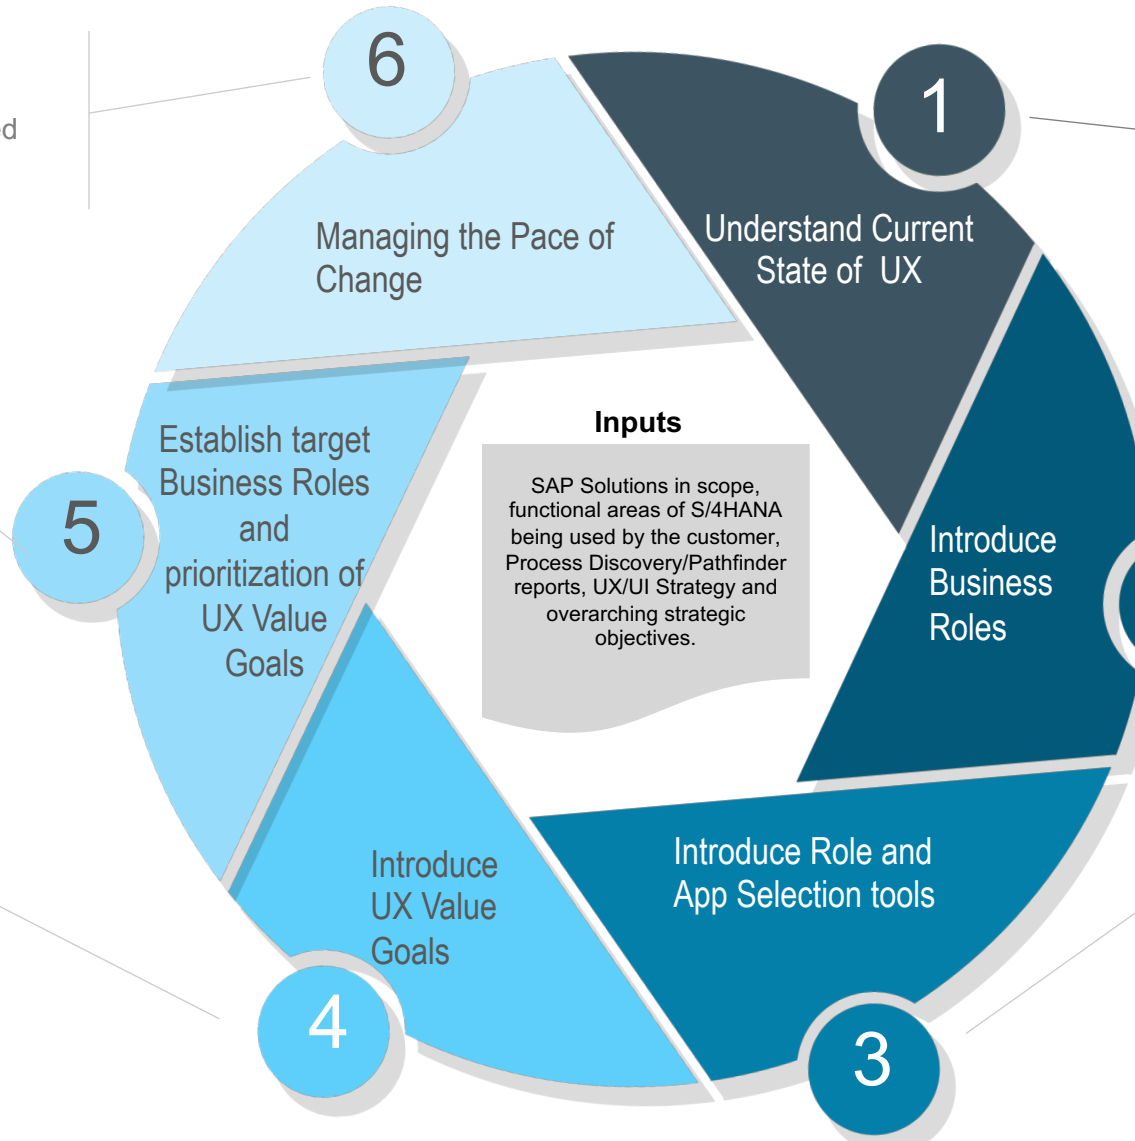 6
1
ed
Understand Current
State of UX
Managing the Pace of
Change
Inputs
SAP Solutions in scope,
functional areas of S/4HANA
being used by the customer,
Process Discovery/Pathfinder
reports, UX/UI Strategy and
overarching strategic
objectives.
Establish target
Business Roles
and
prioritization of
UX Value
Goals
5
Introduce
Business
Roles
Introduce Role and
App Selection tools
3
Introduce
UX Value
Goals
4